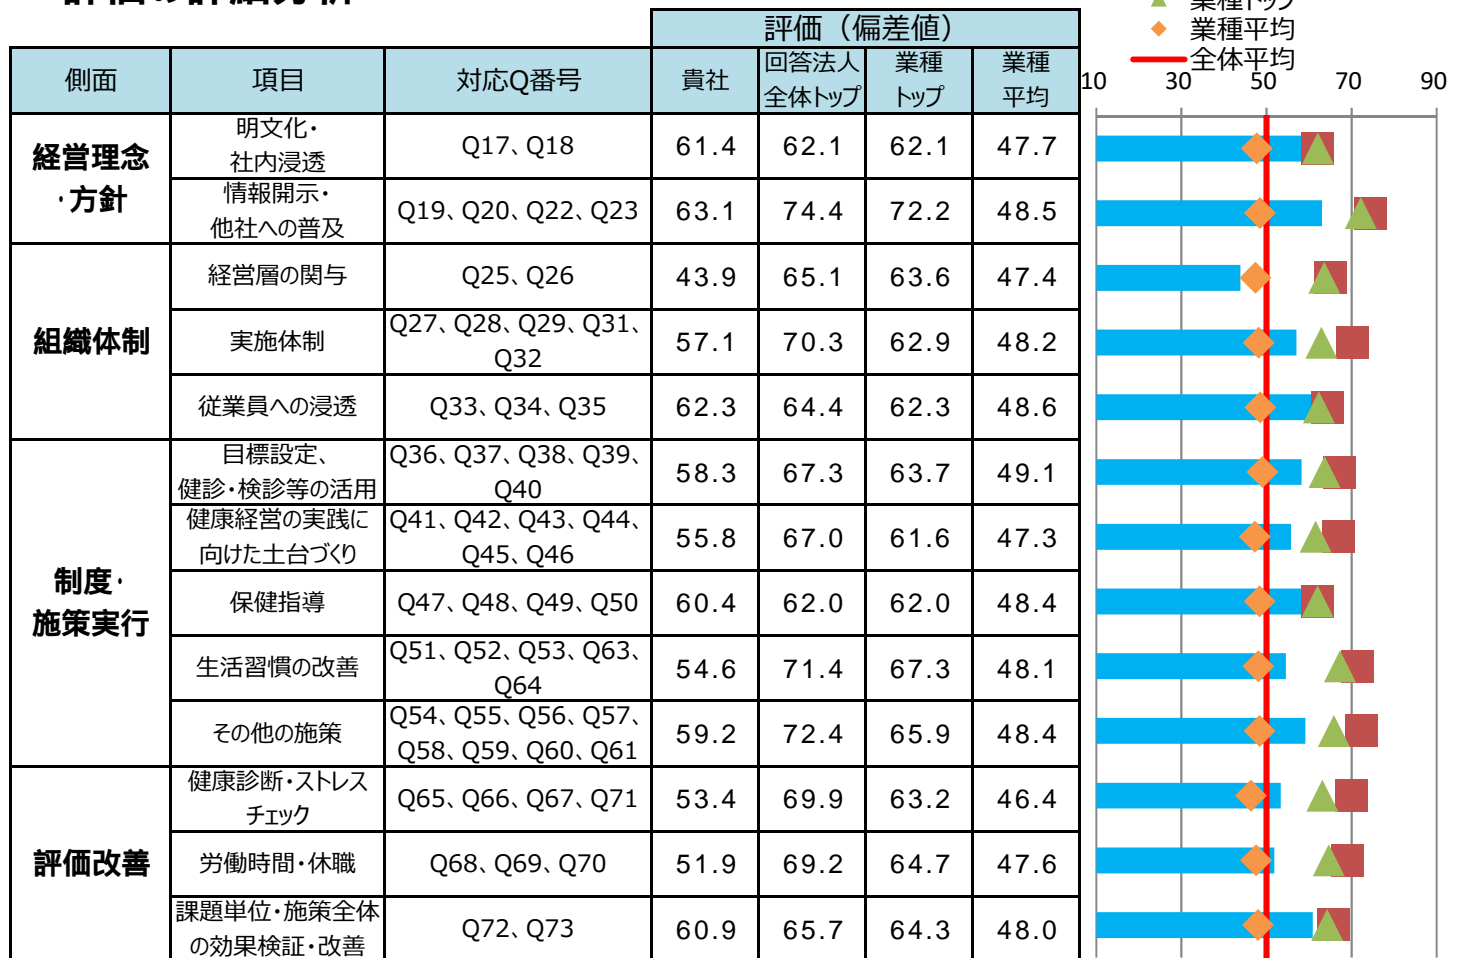 評価の詳細分析
業種トップ
業種平均
全体平均
評価（偏差値）
側面 項目 対応Q番号 貴社 回答法人全体トップ 業種トップ 業種平均
10 30 50 70 90
経営理念・方針
明文化・社内浸透 Q17、Q18 61.4 62.1 62.1 47.7
情報開示・他社への普及 Q19、Q20、Q22、Q23 63.1 74.4 72.2 48.5
組織体制
経営層の関与 Q25、Q26 43.9 65.1 63.6 47.4
実施体制 Q27、Q28、Q29、Q31、Q32 57.1 70.3 62.9 48.2
従業員への浸透 Q33、Q34、Q35 62.3 64.4 62.3 48.6
制度・施策実行
目標設定、健診・検診等の活用 Q36、Q37、Q38、Q39、Q40 58.3 67.3 63.7 49.1
健康経営の実践に向けた土台づくり Q41、Q42、Q43、Q44、Q45、Q46 55.8 67.0 61.6 47.3
保健指導 Q47、Q48、Q49、Q50 60.4 62.0 62.0 48.4
生活習慣の改善 Q51、Q52、Q53、Q63、Q64 54.6 71.4 67.3 48.1
その他の施策 Q54、Q55、Q56、Q57、Q58、Q59、Q60、Q61 59.2 72.4 65.9 48.4
評価改善
健康診断・ストレスチェック Q65、Q66、Q67、Q71 53.4 69.9 63.2 46.4
労働時間・休職 Q68、Q69、Q70 51.9 69.2 64.7 47.6
課題単位・施策全体の効果検証・改善 Q72、Q73 60.9 65.7 64.3 48.0